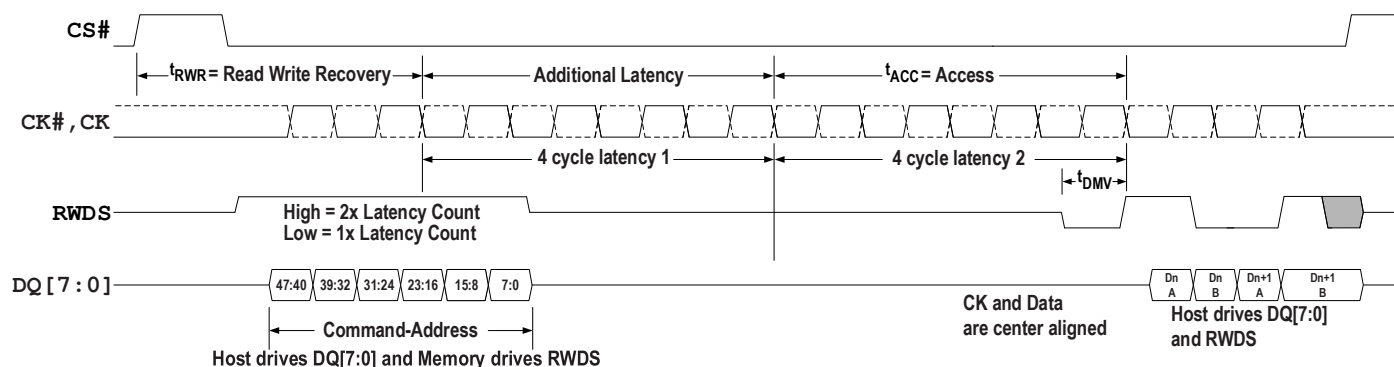 CS#
tRWR = Read Write Recovery
Additional Latency
tACC = Access
CK#,CK
4 cycle latency 1
4 cycle latency 2
tDMV
RWDS
High = 2x Latency Count
Low = 1x Latency Count
DQ[7:0]
47:40 39:32 31:24 23:16 15:8 7:0
Dn A
Dn B
Dn+1 A
Dn+1 B
CK and Data
are center aligned
Command-Address
Host drives DQ[7:0]
and RWDS
Host drives DQ[7:0] and Memory drives RWDS